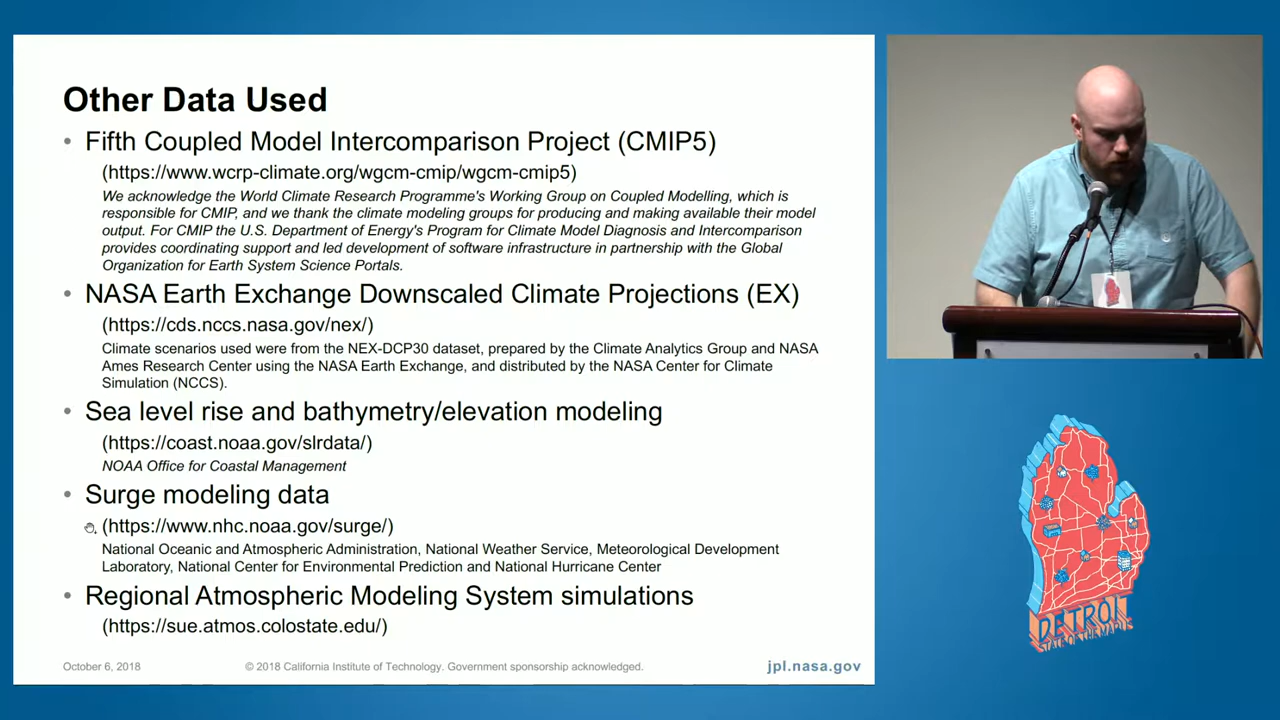 Other Data Used
• Fifth Coupled Model Intercomparison Project (CMIP5)
(https://www.wcrp-climate.org/wgcm-cmip/wgcm-cmip5)
We acknowledge the World Climate Research Programme's Working Group on Coupled Modelling, which is
responsible for CMIP, and we thank the climate modeling groups for producing and making available their model
output. For CMIP the U.S. Department of Energy's Program for Climate Model Diagnosis and Intercomparison
provides coordinating support and led development of software infrastructure in partnership with the Global
Organization for Earth System Science Portals.
• NASA Earth Exchange Downscaled Climate Projections (EX)
(https://cds.nccs.nasa.gov/nex/)
Climate scenarios used were from the NEX-DCP30 dataset, prepared by the Climate Analytics Group and NASA
Ames Research Center using the NASA Earth Exchange, and distributed by the NASA Center for Climate
Simulation (NCCS).
• Sea level rise and bathymetry/elevation modeling
(https://coast.noaa.gov/slrdata/)
NOAA Office for Coastal Management
• Surge modeling data
(https://www.nhc.noaa.gov/surge/)
National Oceanic and Atmospheric Administration, National Weather Service, Meteorological Development
Laboratory, National Center for Environmental Prediction and National Hurricane Center
• Regional Atmospheric Modeling System simulations
(https://sue.atmos.colostate.edu/)
October 6, 2018
© 2018 California Institute of Technology. Government sponsorship acknowledged.
jpl.nasa.gov
DETROIT
STATE OF THE MAP US